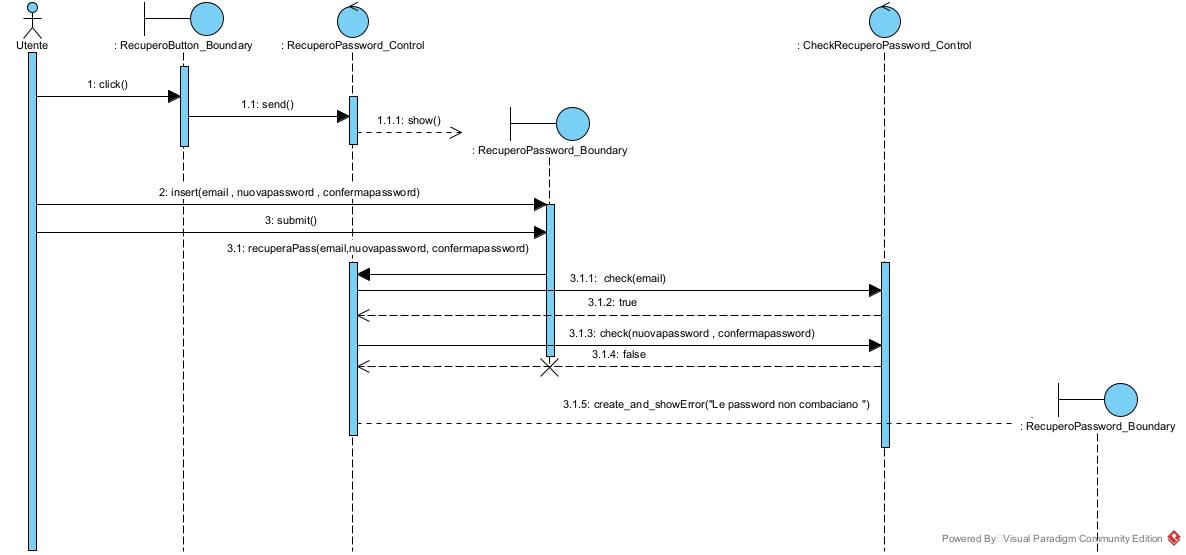 Utente
: RecuperoButton_Boundary
: RecuperoPassword_Control
: CheckRecuperoPassword_Control
1: click()
1.1: send()
1.1.1: show()
: RecuperoPassword_Boundary
2: insert(email , nuovapassword , confermapassword)
3: submit()
3.1: recuperaPass(email,nuovapassword, confermapassword)
3.1.1: check(email)
3.1.2: true
3.1.3: check(nuovapassword , confermapassword)
3.1.4: false
3.1.5: create_and_showError("Le password non combaciano ")
: RecuperoPassword_Boundary
Powered By Visual Paradigm Community Edition